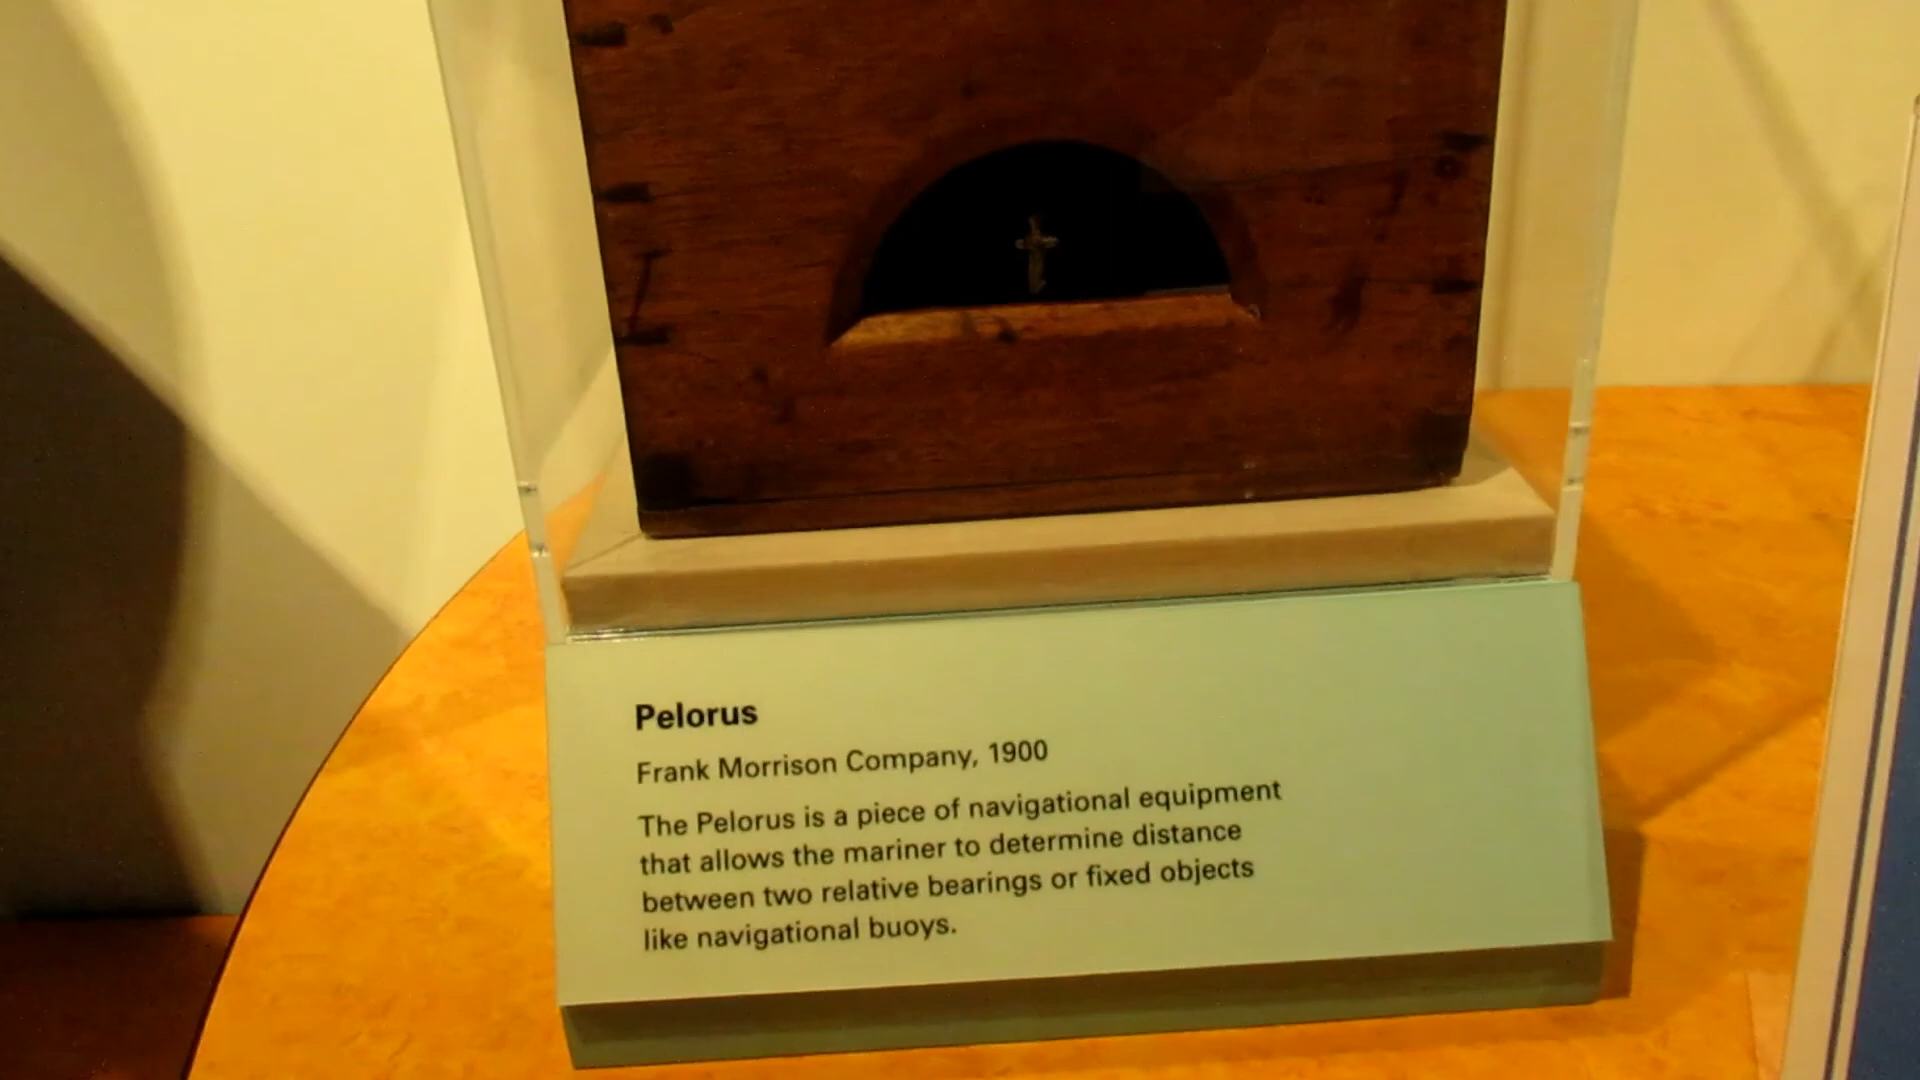 Pelorus
Frank Morrison Company, 1900
The Pelorus is a piece of navigational equipment
that allows the mariner to determine distance
between two relative bearings or fixed objects
like navigational buoys.